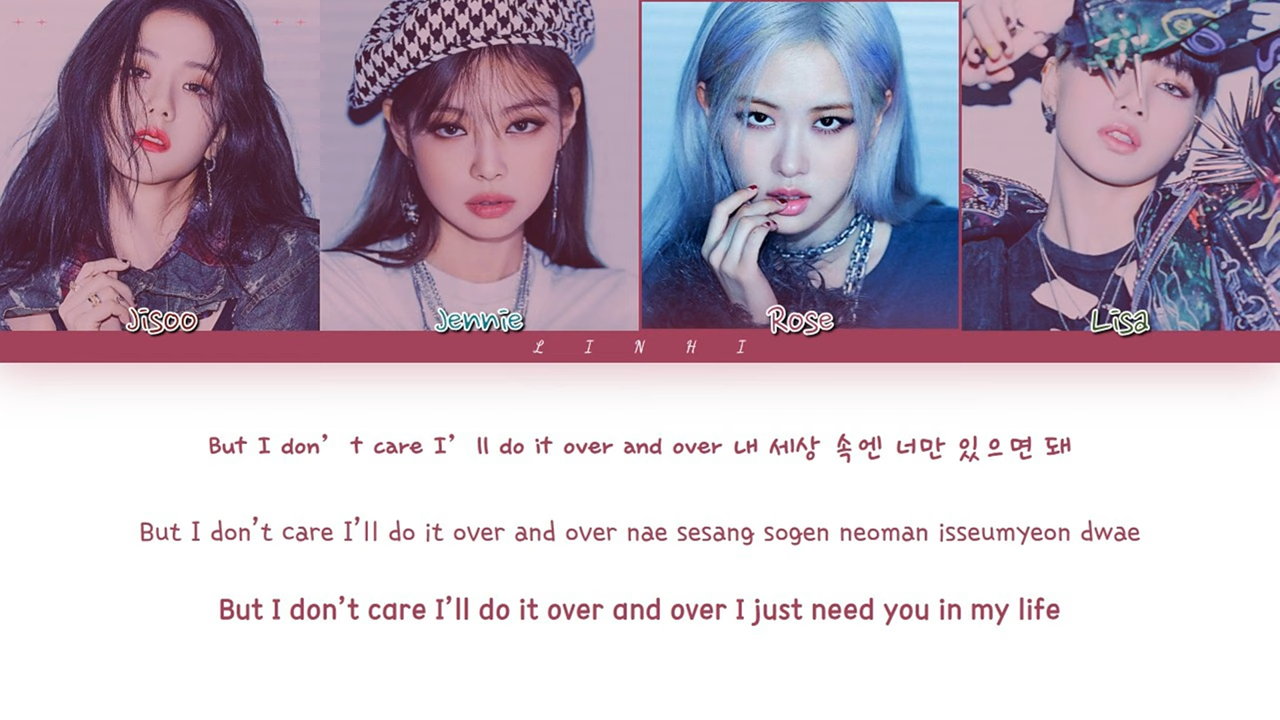 Jisoo Jennie Rose Lisa
L I N H I
But I don’ t care I’ ll do it over and over 내 세상 속엔 너만 있으면 돼
But I don’t care I’ll do it over and over nae sesang sogen neoman isseumyeon dwae
But I don’t care I’ll do it over and over I just need you in my life